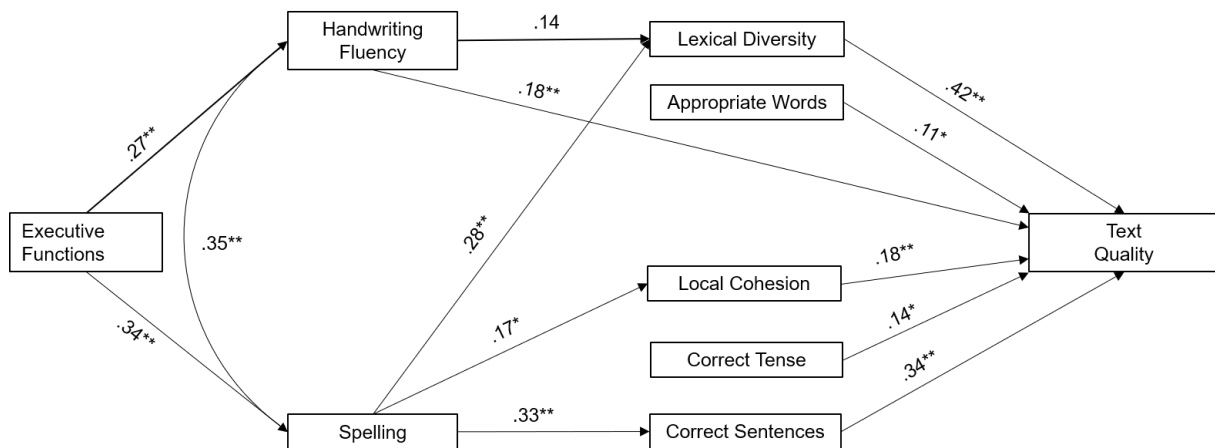 Handwriting
Fluency
.14
Lexical Diversity
.18**
.42**
Appropriate Words
.11*
.27**
Executive
Functions
.35**
.28**
Text
Quality
.18**
Local Cohesion
.34**
.17*
.14*
Correct Tense
.34**
Spelling
.33**
Correct Sentences